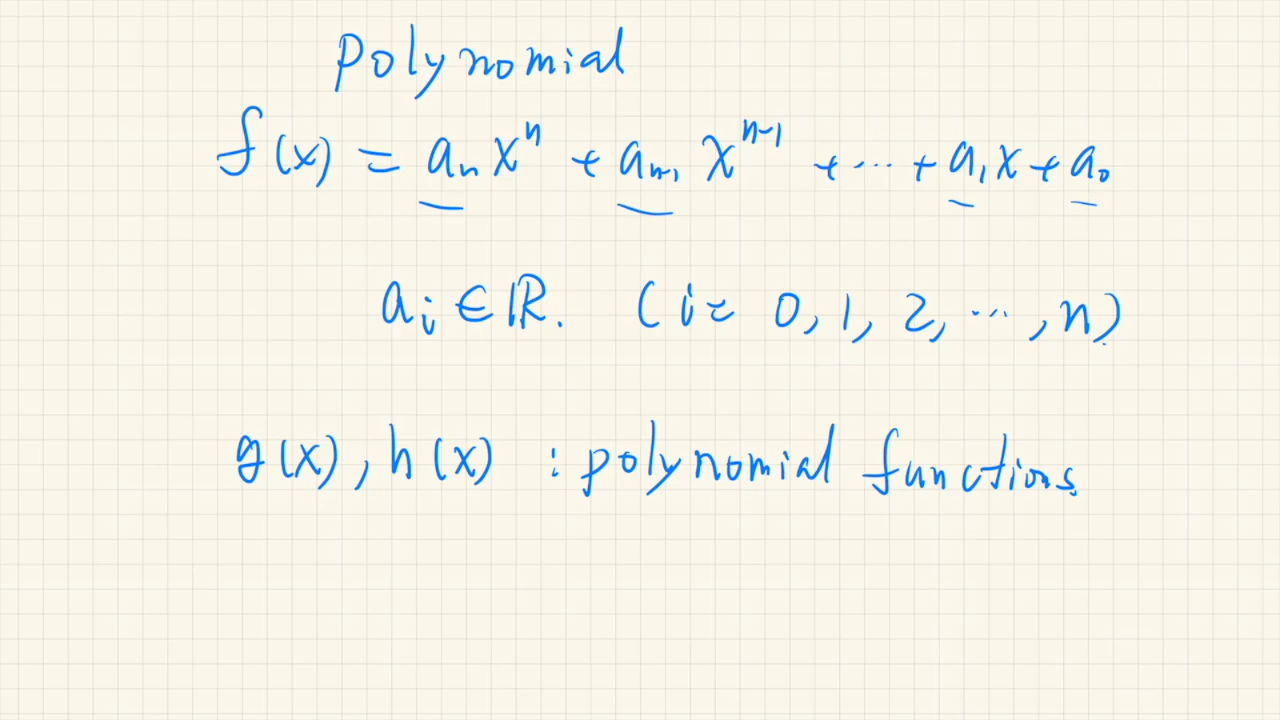 Polynomial
f(x) = aₙxⁿ + aₙ₋₁xⁿ⁻¹ + ··· + a₁x + a₀
aᵢ ∈ ℝ. (i = 0, 1, 2, ···, n)
g(x), h(x) : polynomial functions